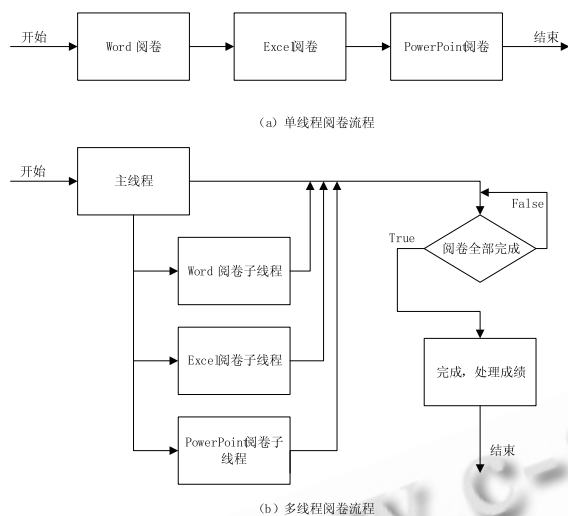 开始
Word 阅卷
Excel阅卷
PowerPoint阅卷
结束
(a) 单线程阅卷流程
开始
主线程
False
True
阅卷全部完成
Word 阅卷子线程
Excel阅卷子线程
完成, 处理成绩
PowerPoint阅卷子
线程
结束
(b) 多线程阅卷流程